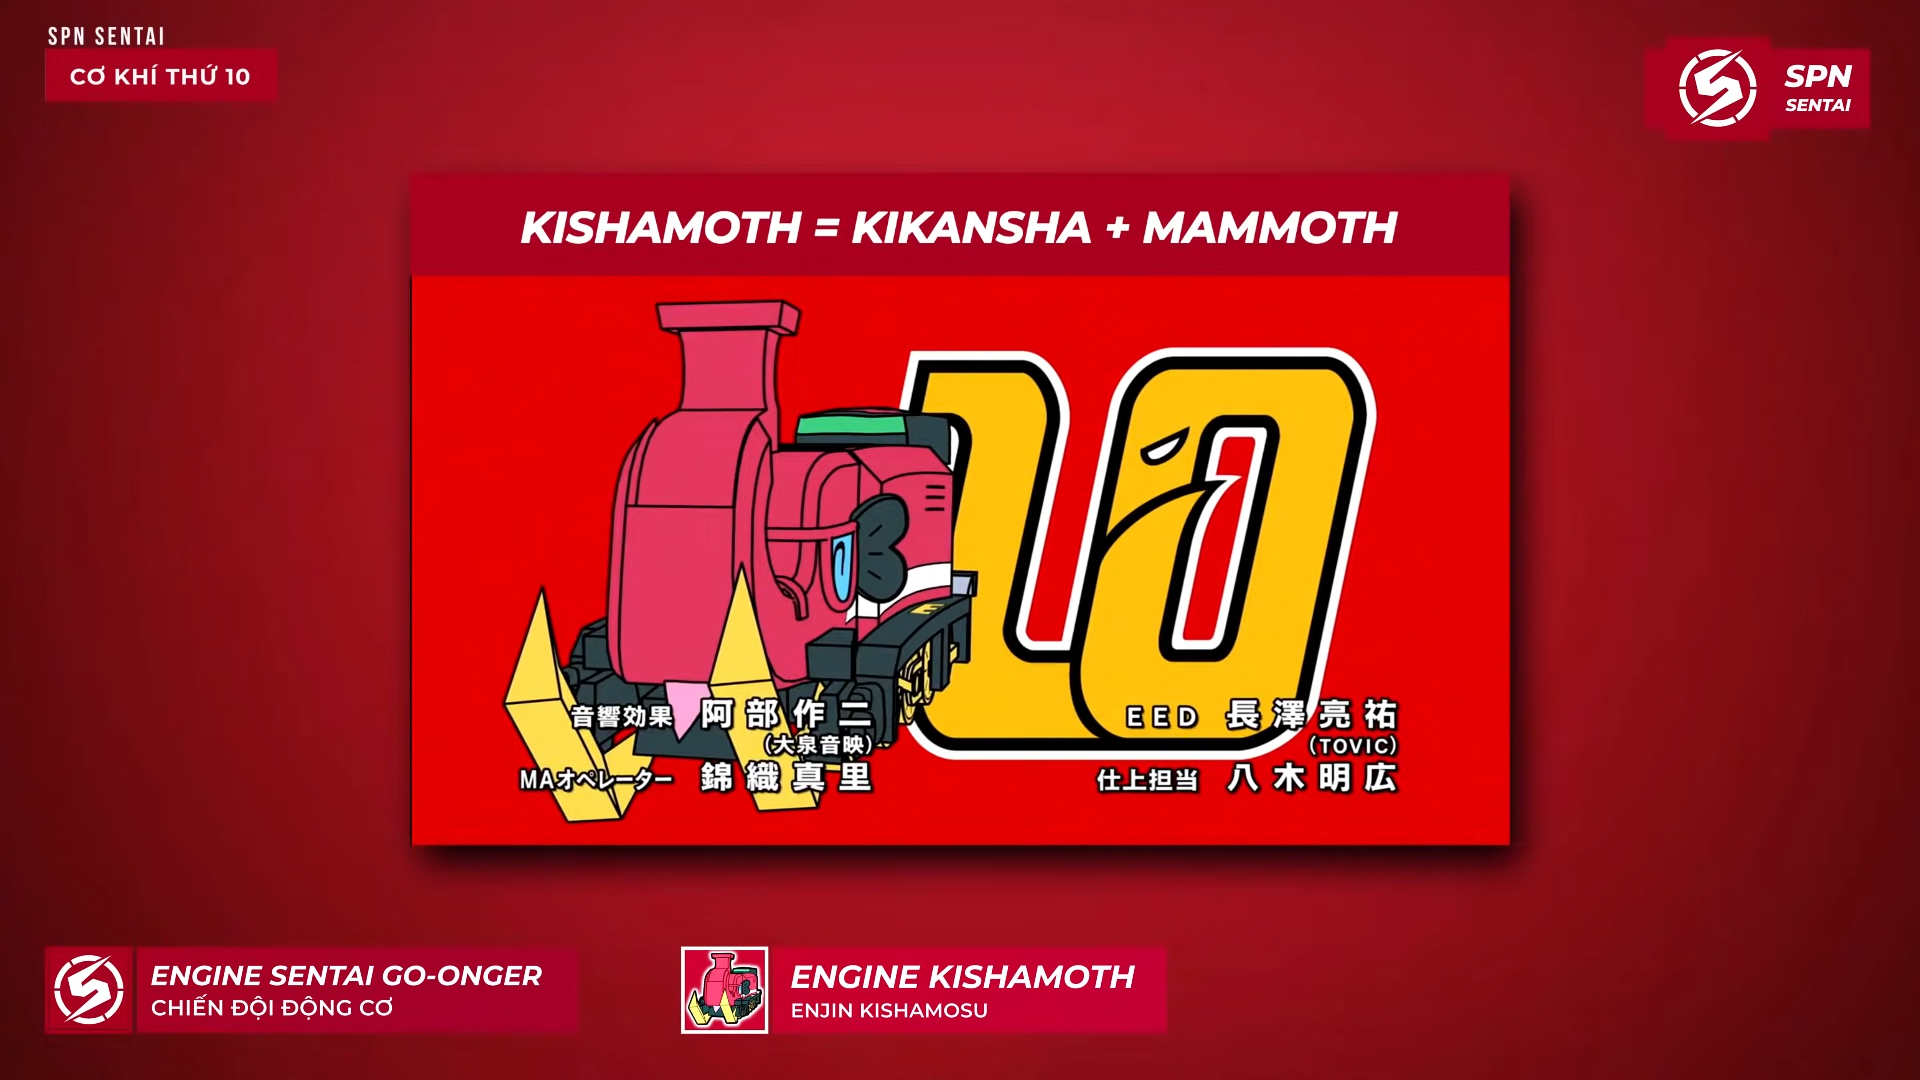 SPN SENTAI
CƠ KHÍ THỨ 10
SPN
SENTAI
KISHAMOTH = KIKANSHA + MAMMOTH
10
音響効果 阿部作二
(大泉音映)
MAオペレーター 錦織真里
EED 長澤亮祐
(TOVIC)
仕上担当 八木明広
ENGINE SENTAI GO-ONGER
CHIẾN ĐỘI ĐỘNG CƠ
ENGINE KISHAMOTH
ENJIN KISHAMOSU